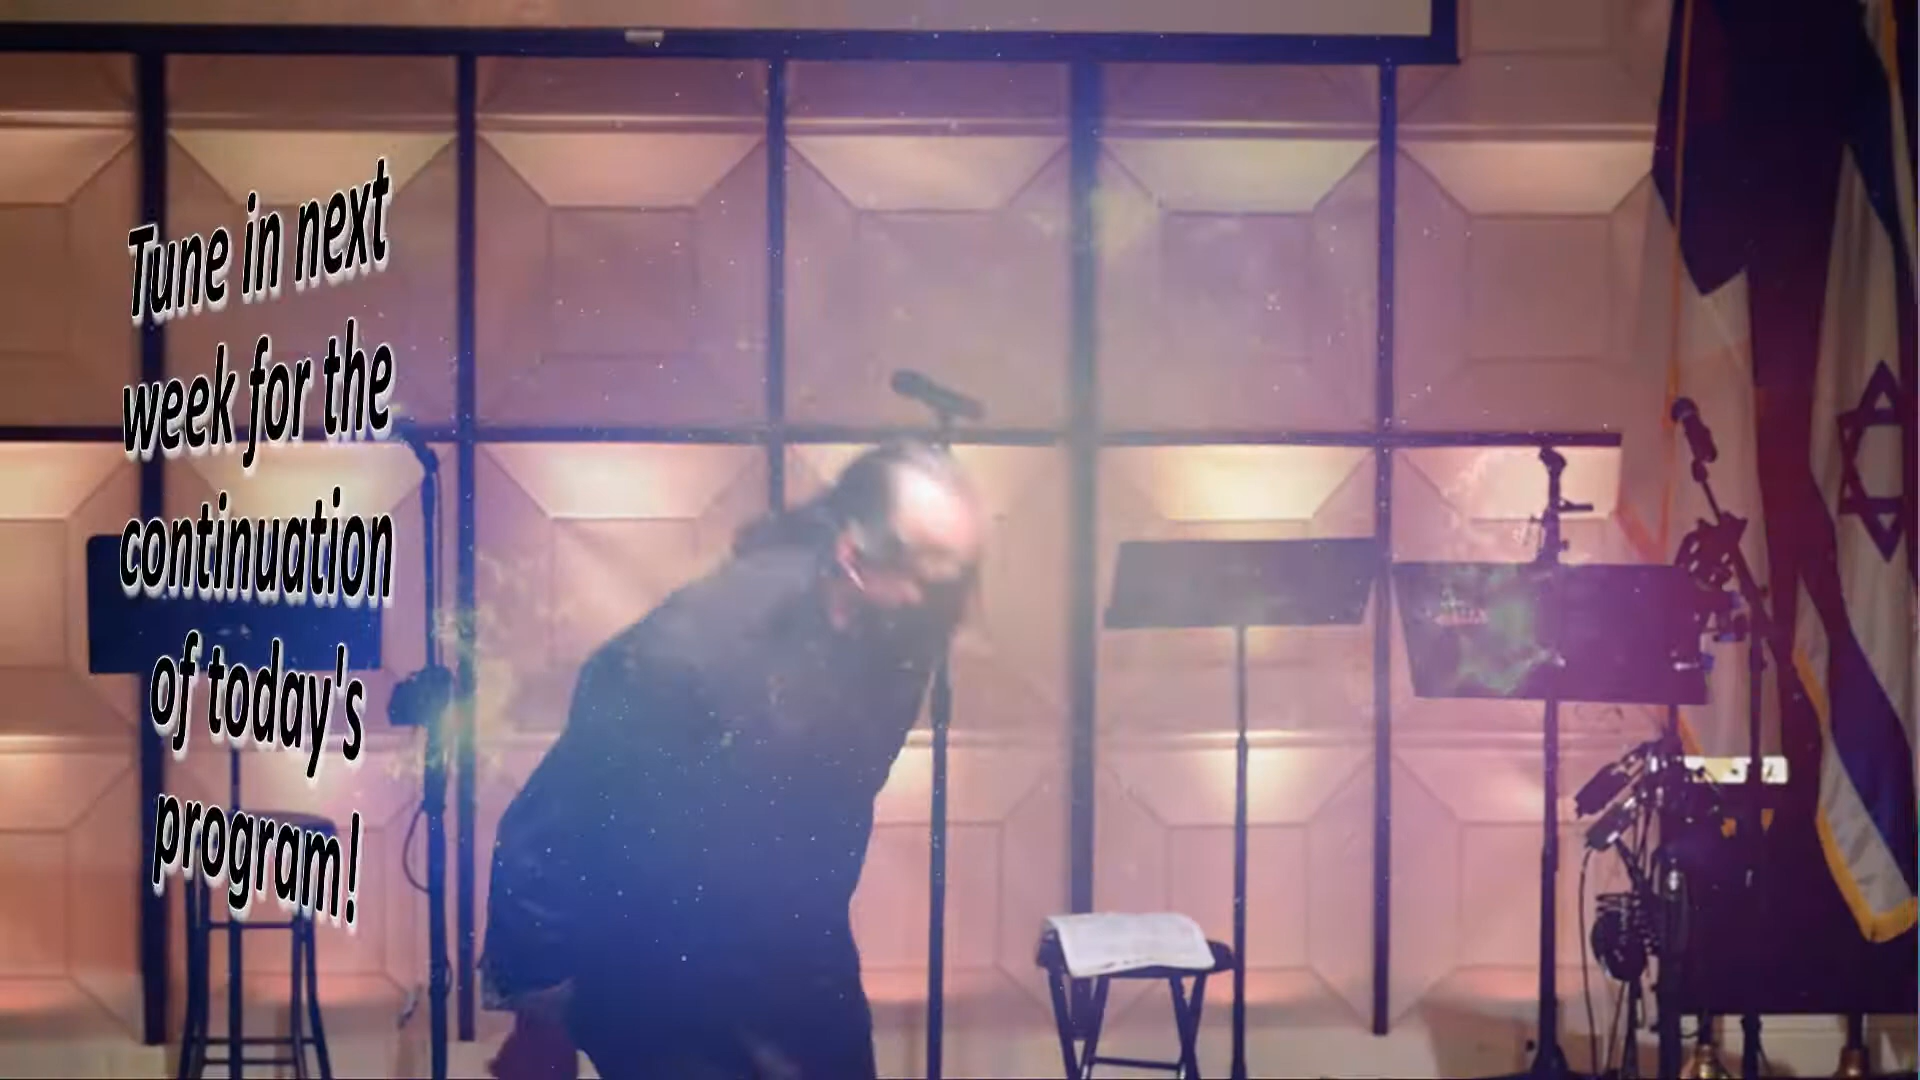 Tune in next
week for the
continuation
of today's
program!